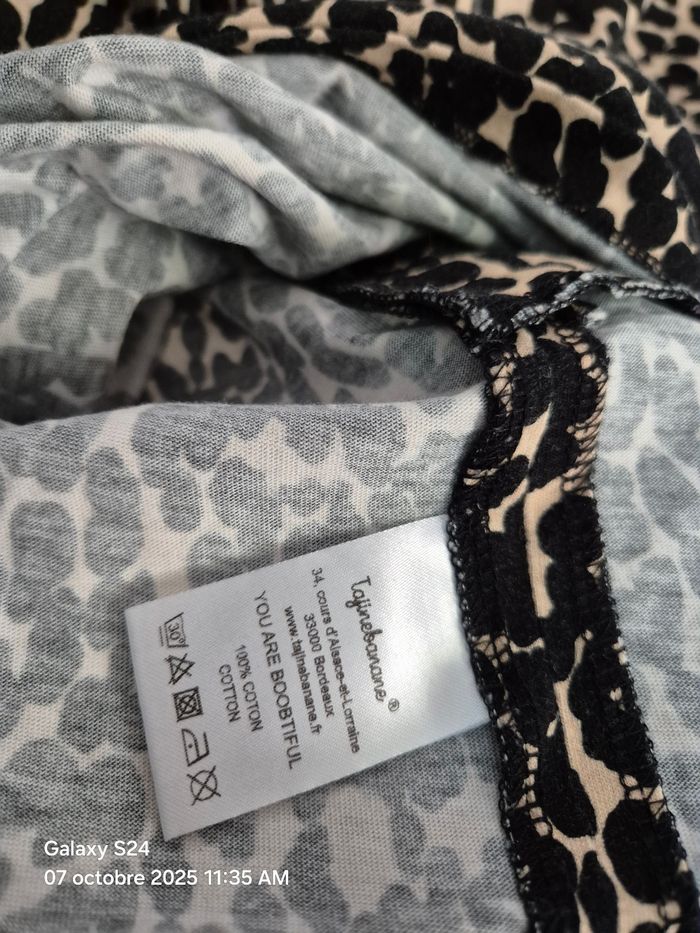 Tajinebanane®
34, cours d'Alsace-et-Lorraine
33000 Bordeaux
www.tajinebanane.fr
YOU ARE BOOBTIFUL
100% COTON
COTTON
30°
Galaxy S24
07 octobre 2025 11:35 AM